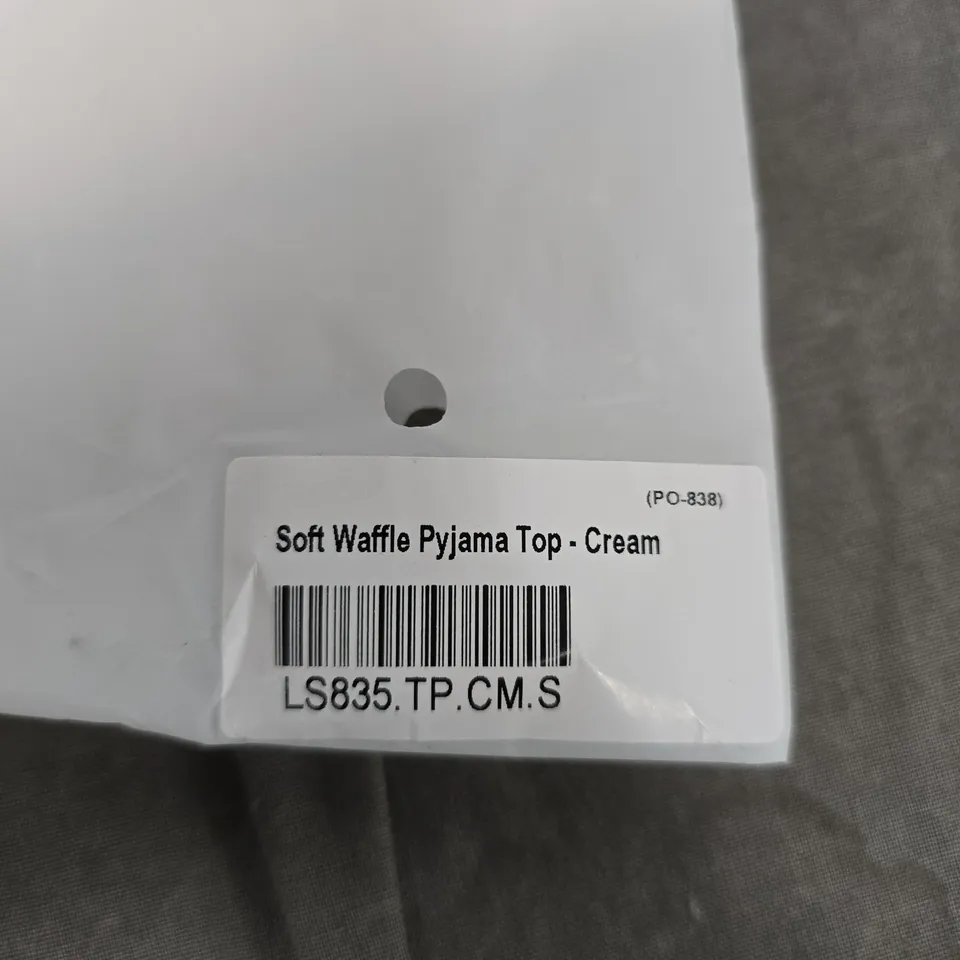 (PO-838)
Soft Waffle Pyjama Top - Cream
LS835.TP.CM.S